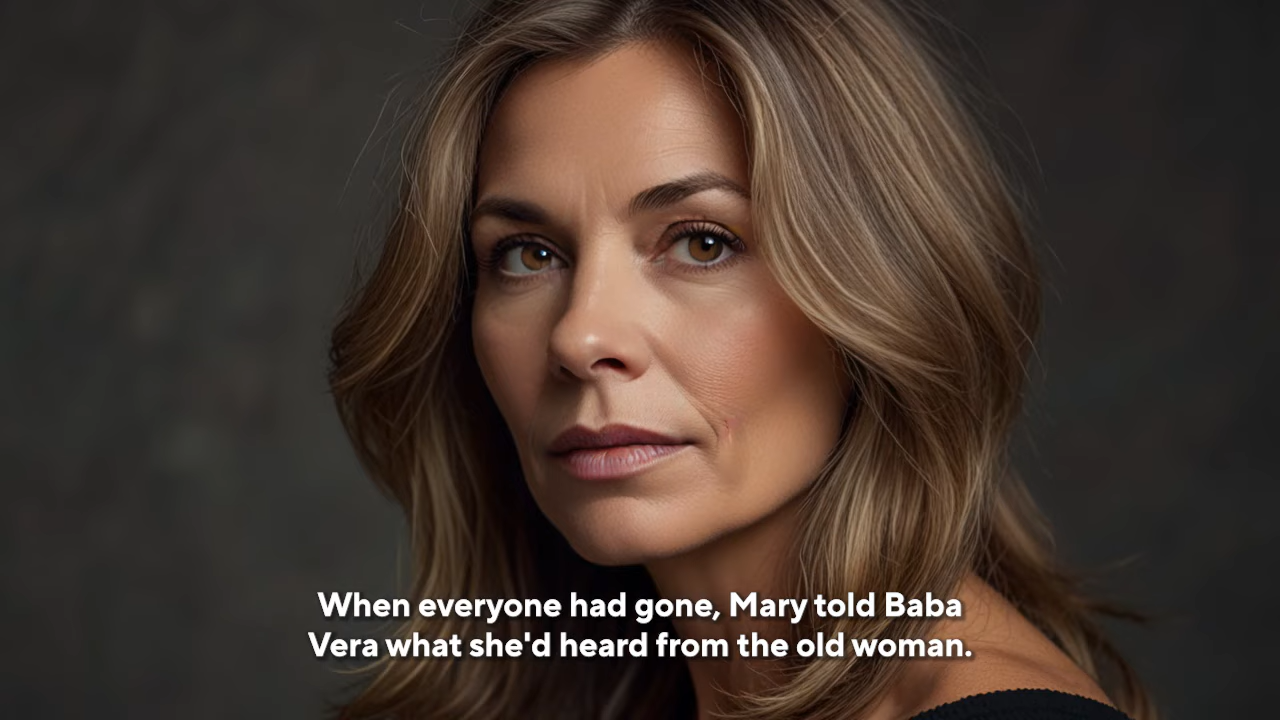 When everyone had gone, Mary told Baba
Vera what she'd heard from the old woman.